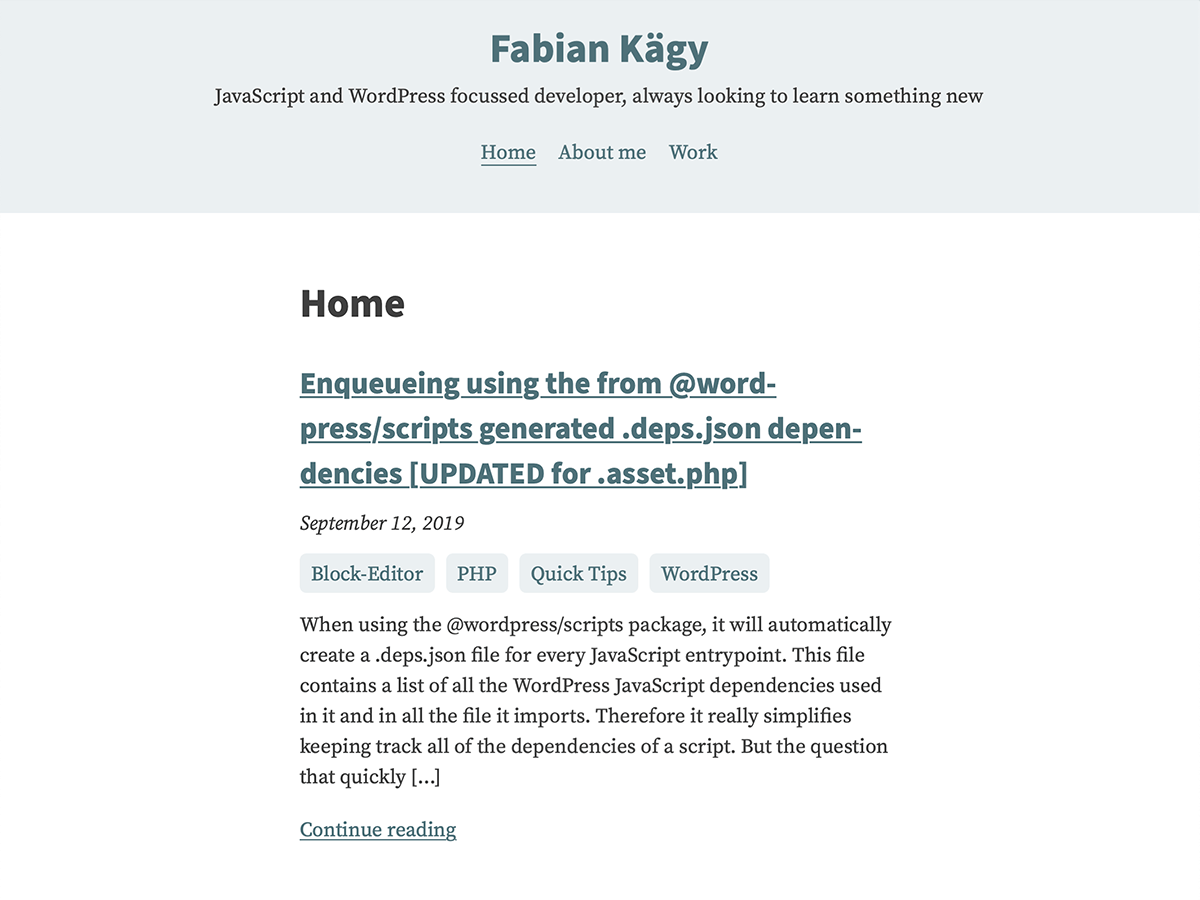 Fabian Kägy
JavaScript and WordPress focussed developer, always looking to learn something new
Home About me Work
Home
Enqueueing using the from @word-
press/scripts generated .deps.json depen-
dencies [UPDATED for .asset.php]
September 12, 2019
Block-Editor PHP Quick Tips WordPress
When using the @wordpress/scripts package, it will automatically
create a .deps.json file for every JavaScript entrypoint. This file
contains a list of all the WordPress JavaScript dependencies used
in it and in all the file it imports. Therefore it really simplifies
keeping track all of the dependencies of a script. But the question
that quickly […]
Continue reading